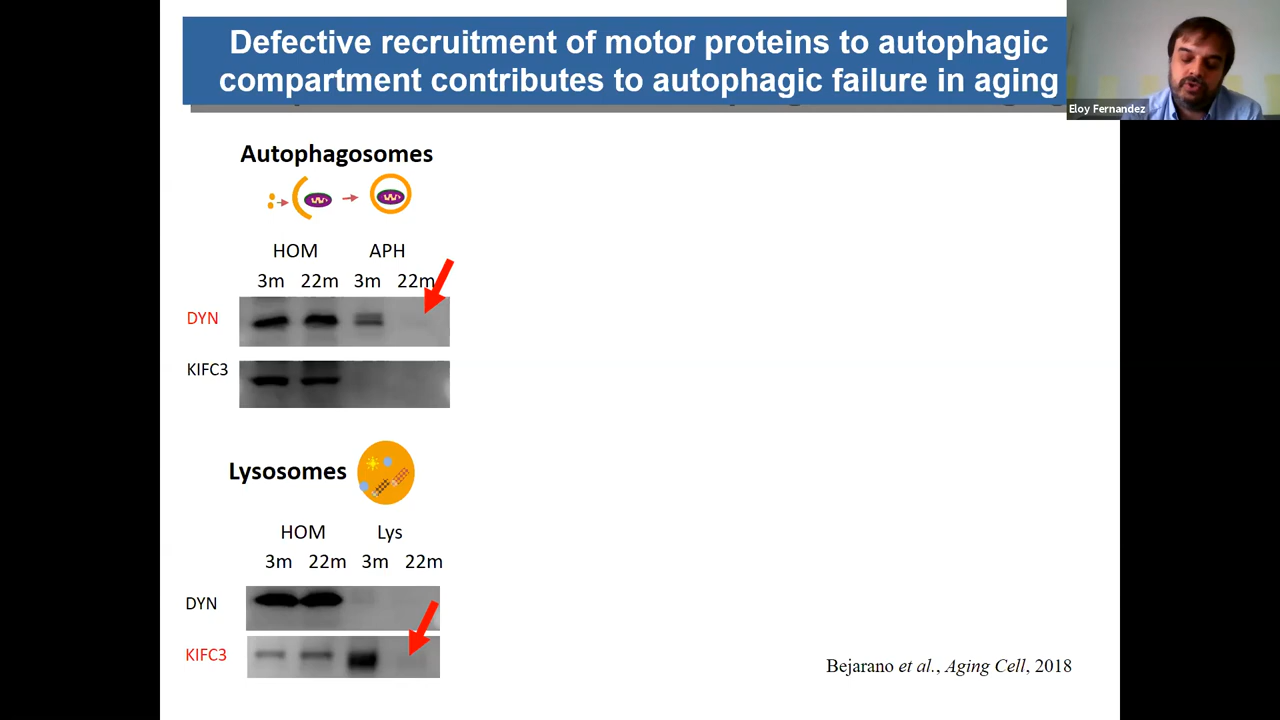 Defective recruitment of motor proteins to autophagic
compartment contributes to autophagic failure in aging
Eloy Fernandez
Autophagosomes
HOM APH
3m 22m 3m 22m
DYN
KIFC3
Lysosomes
HOM Lys
3m 22m 3m 22m
DYN
KIFC3
Bejarano et al., Aging Cell, 2018